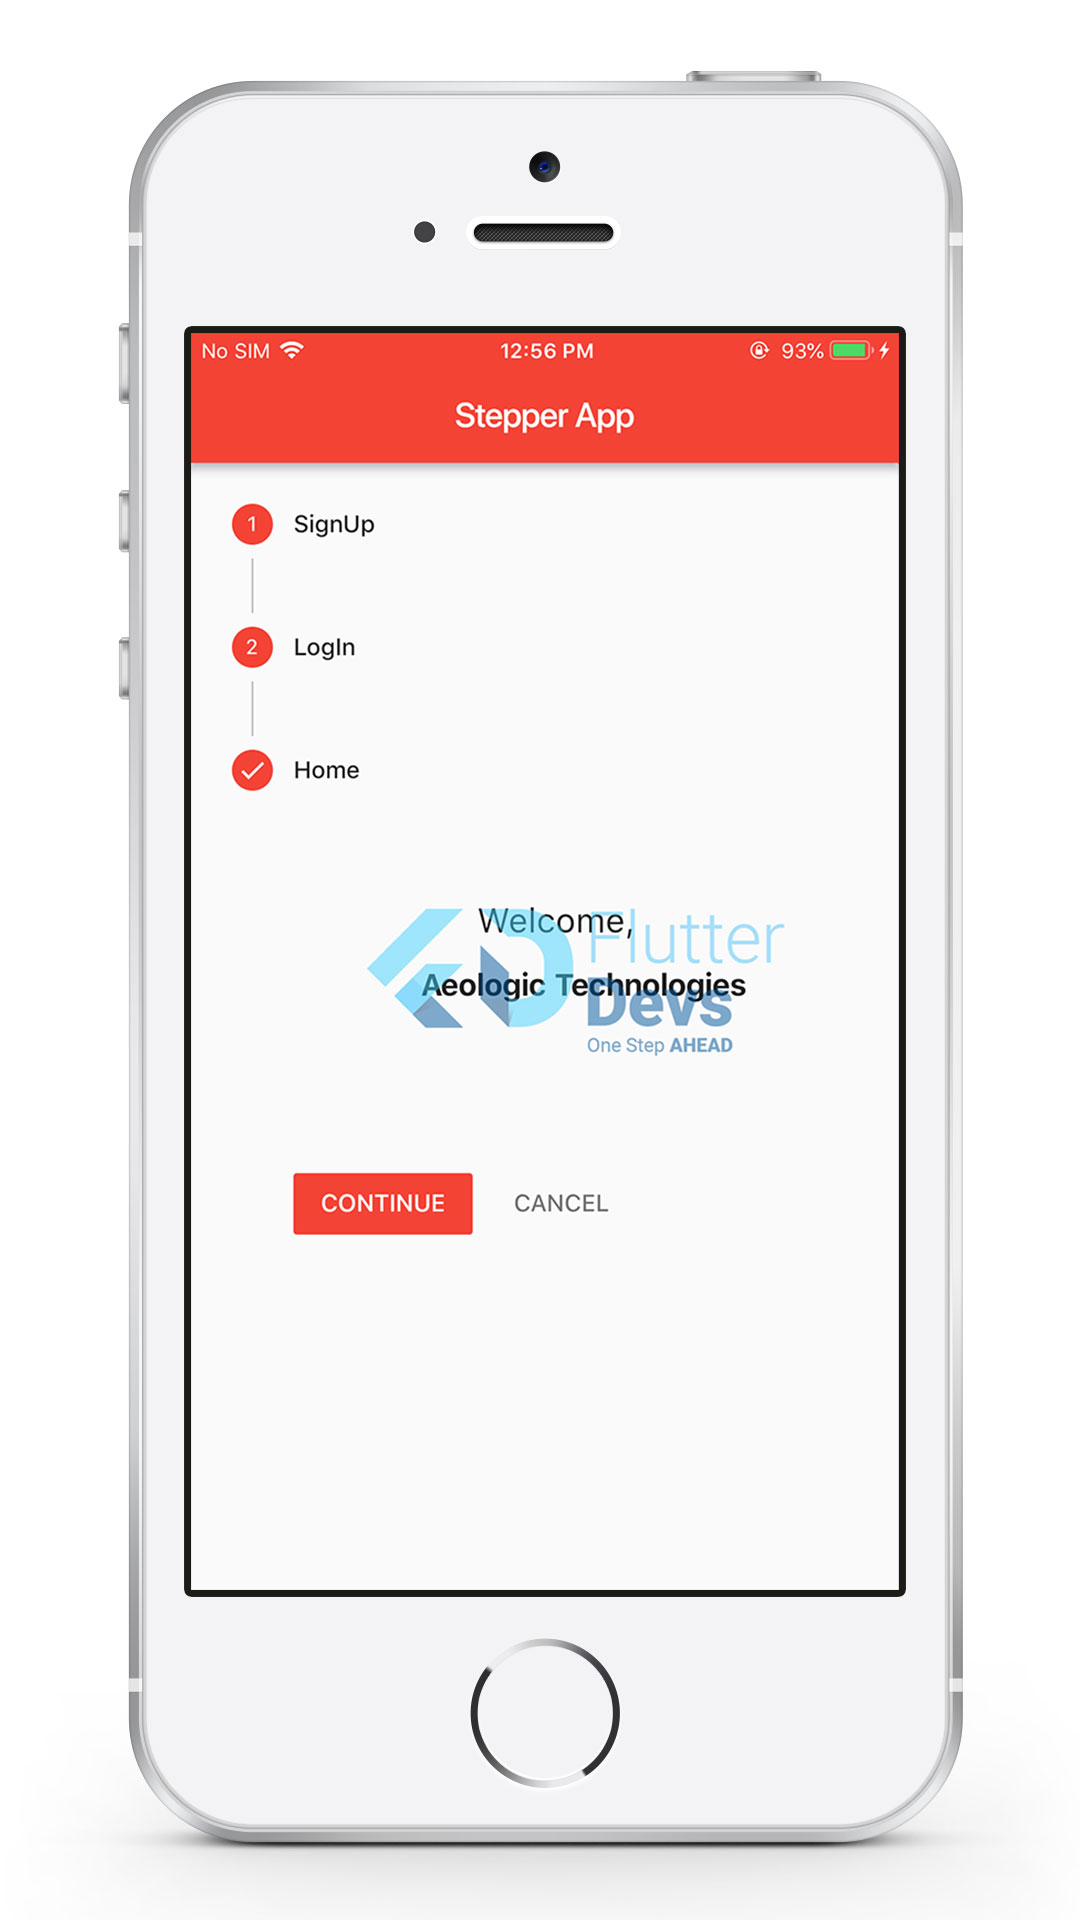 No SIM 12:56 PM 93%
Stepper App
1 SignUp
2 LogIn
Home
Welcome,
Flutter
Aeologic Technologies
Devs
One Step AHEAD
CONTINUE CANCEL